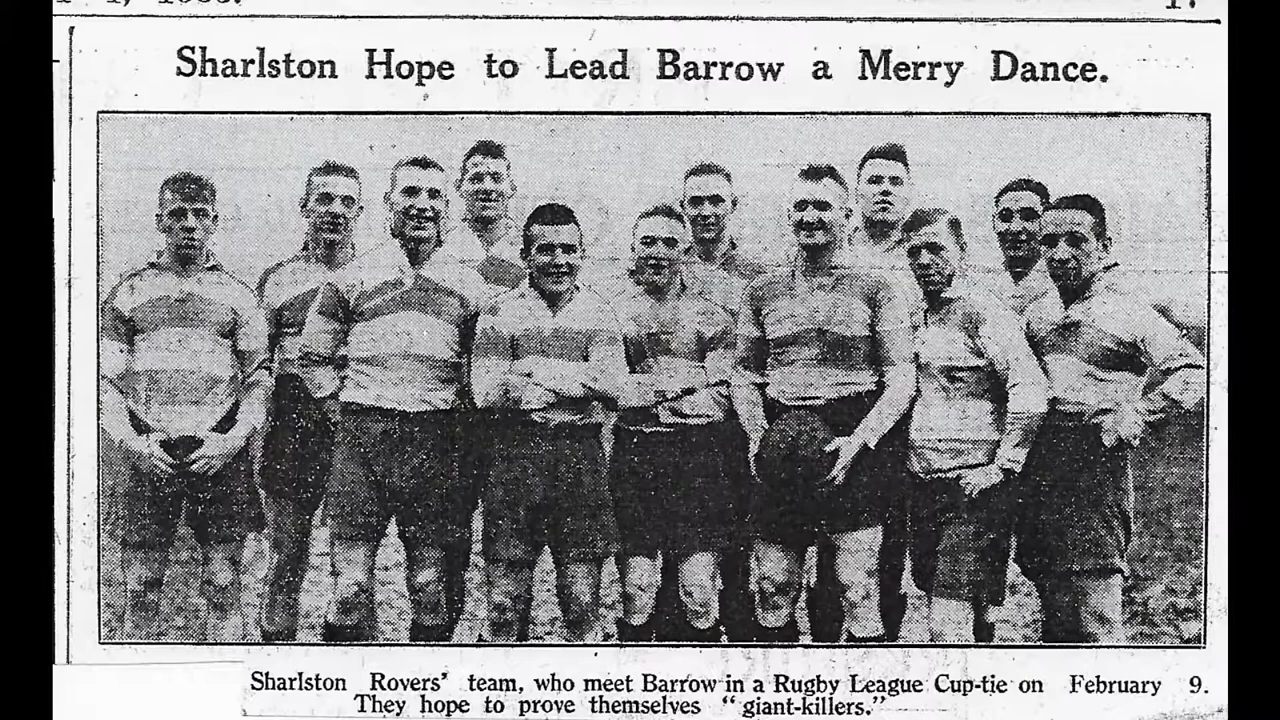 Sharlston Hope to Lead Barrow a Merry Dance.
Sharlston Rovers' team, who meet Barrow in a Rugby League Cup-tie on February 9.
They hope to prove themselves "giant-killers."